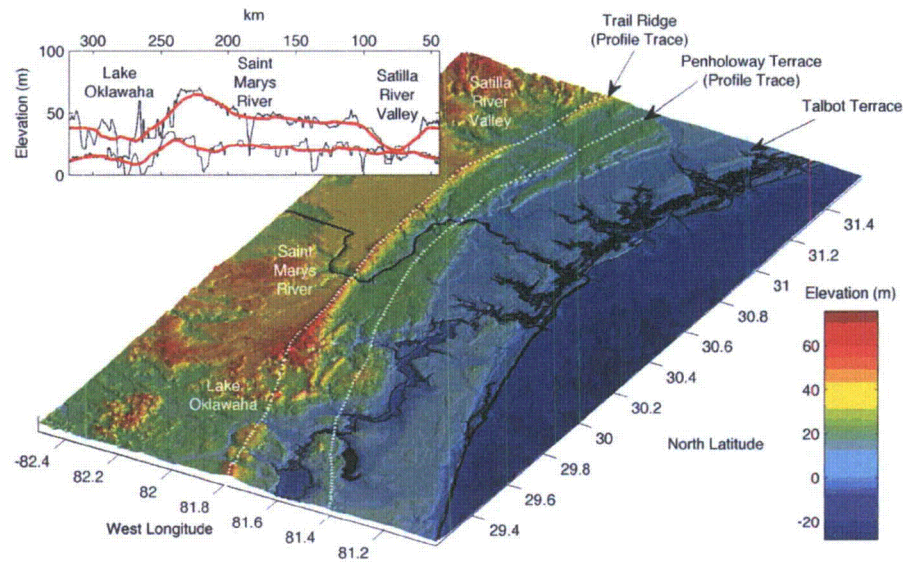 km
300 250 200 150 100 50
100
50
0
Elevation (m)
Lake
Oklawaha
Saint
Marys
River
Satilla
River
Valley
Trail Ridge
(Profile Trace)
Penholoway Terrace
(Profile Trace)
Talbot Terrace
Satilla
River
Valley
Saint
Marys
River
Lake
Oklawaha
-82.4
82.2
82
81.8
81.6
81.4
81.2
West Longitude
31.4
31.2
31
30.8
30.6
30.4
30.2
30
29.8
29.6
29.4
North Latitude
Elevation (m)
60
40
20
0
-20